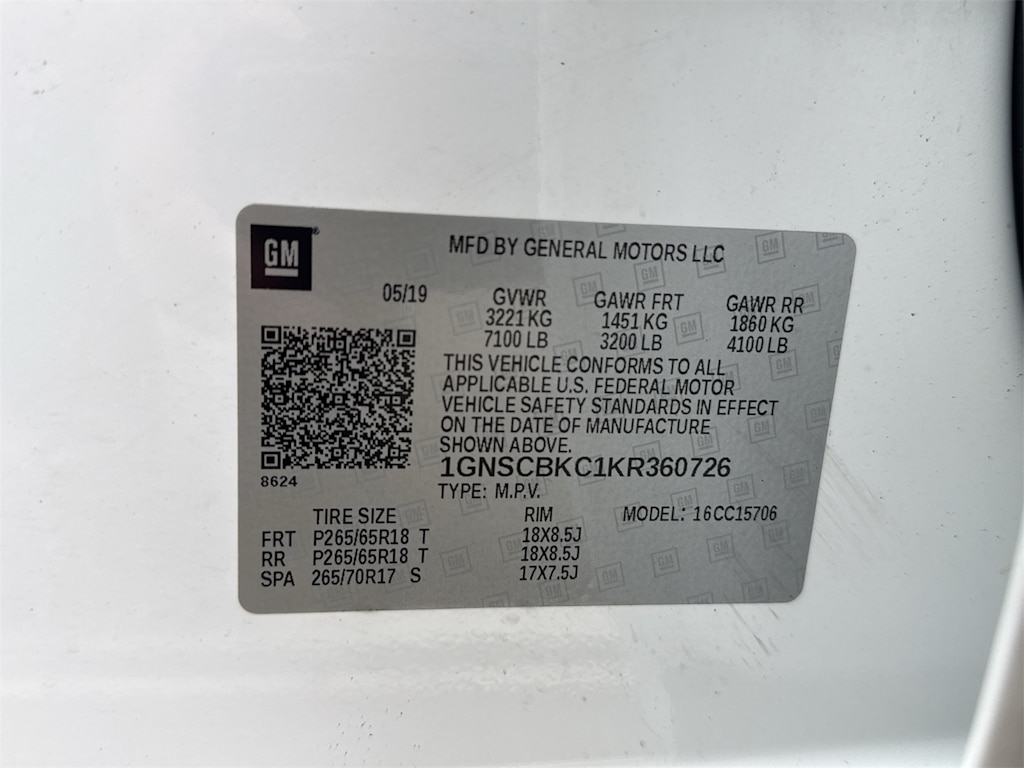 GM®
MFD BY GENERAL MOTORS LLC
05/19 GVWR GAWR FRT GAWR RR
3221 KG 1451 KG 1860 KG
7100 LB 3200 LB 4100 LB
THIS VEHICLE CONFORMS TO ALL
APPLICABLE U.S. FEDERAL MOTOR
VEHICLE SAFETY STANDARDS IN EFFECT
ON THE DATE OF MANUFACTURE
SHOWN ABOVE.
1GNSCBKC1KR360726
8624
TYPE: M.P.V.
TIRE SIZE RIM MODEL: 16CC15706
FRT P265/65R18 T 18X8.5J
RR P265/65R18 T 18X8.5J
SPA 265/70R17 S 17X7.5J